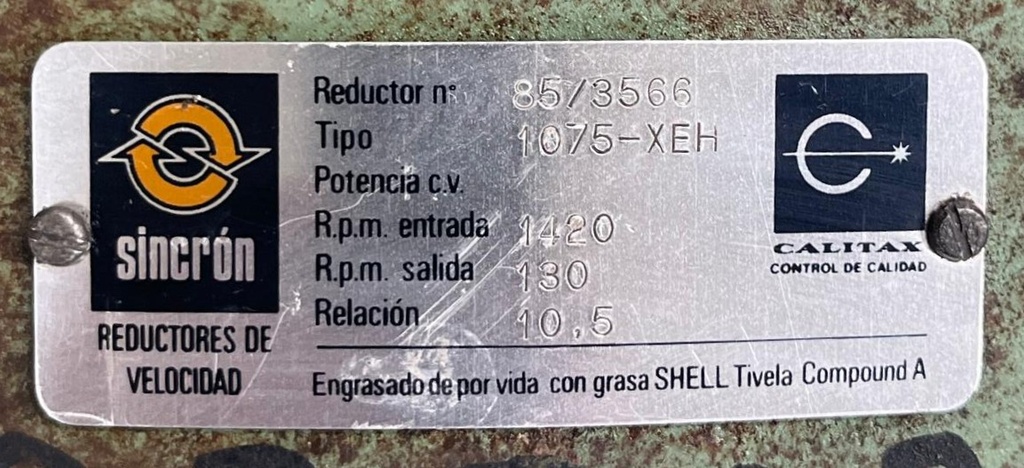 sincrón
REDUCTORES DE
VELOCIDAD
Reductor nº 85/3566
Tipo 1075-XEH
Potencia c.v.
R.p.m. entrada 1420
R.p.m. salida 130
Relación 10,5
Engrasado de por vida con grasa SHELL Tivela Compound A
CALITAX
CONTROL DE CALIDAD